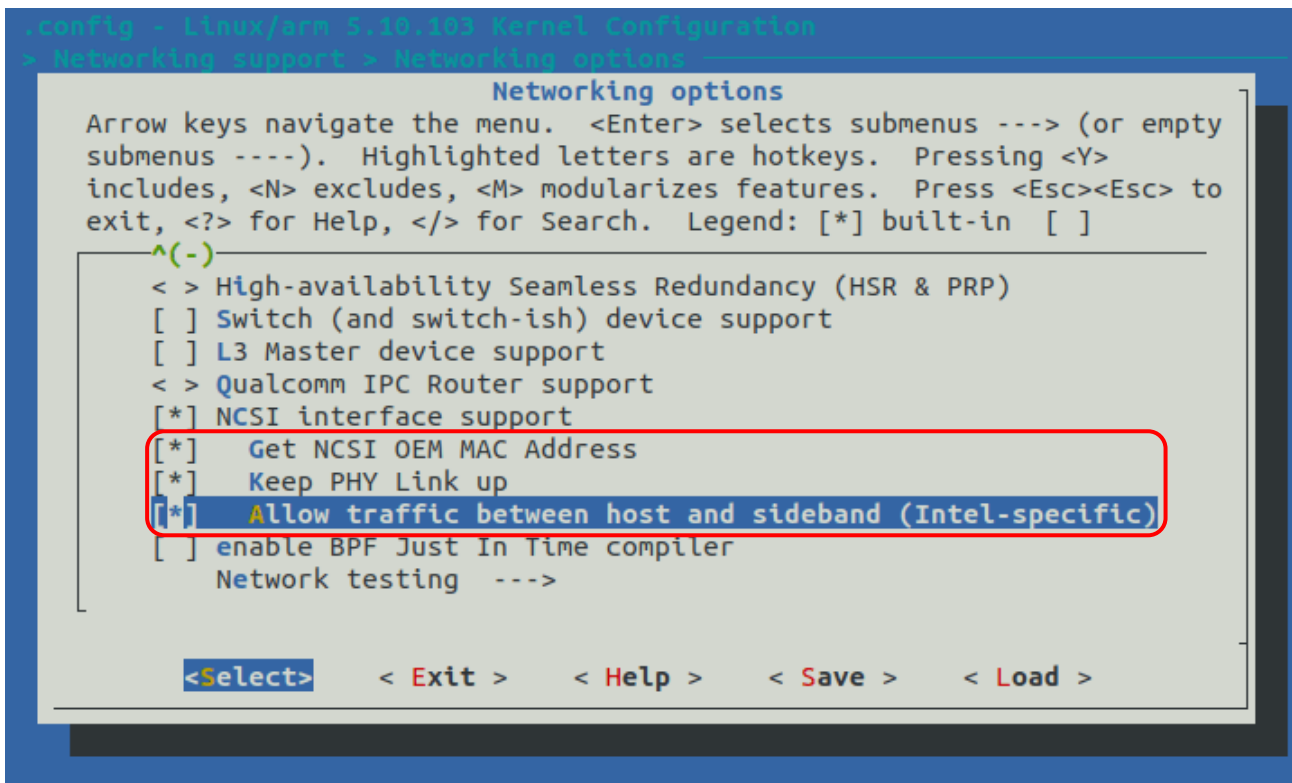 .config - Linux/arm 5.10.103 Kernel Configuration
> Networking support > Networking options
Networking options
Arrow keys navigate the menu.  <Enter> selects submenus ---> (or empty
submenus ----).  Highlighted letters are hotkeys.  Pressing <Y>
includes, <N> excludes, <M> modularizes features.  Press <Esc><Esc> to
exit, <?> for Help, </> for Search.  Legend: [*] built-in  [ ]
^(-)
< > High-availability Seamless Redundancy (HSR & PRP)
[ ] Switch (and switch-ish) device support
[ ] L3 Master device support
< > Qualcomm IPC Router support
[*] NCSI interface support
[*]   Get NCSI OEM MAC Address
[*]   Keep PHY Link up
[*]   Allow traffic between host and sideband (Intel-specific)
[ ] enable BPF Just In Time compiler
Network testing  --->
<Select>    < Exit >    < Help >    < Save >    < Load >